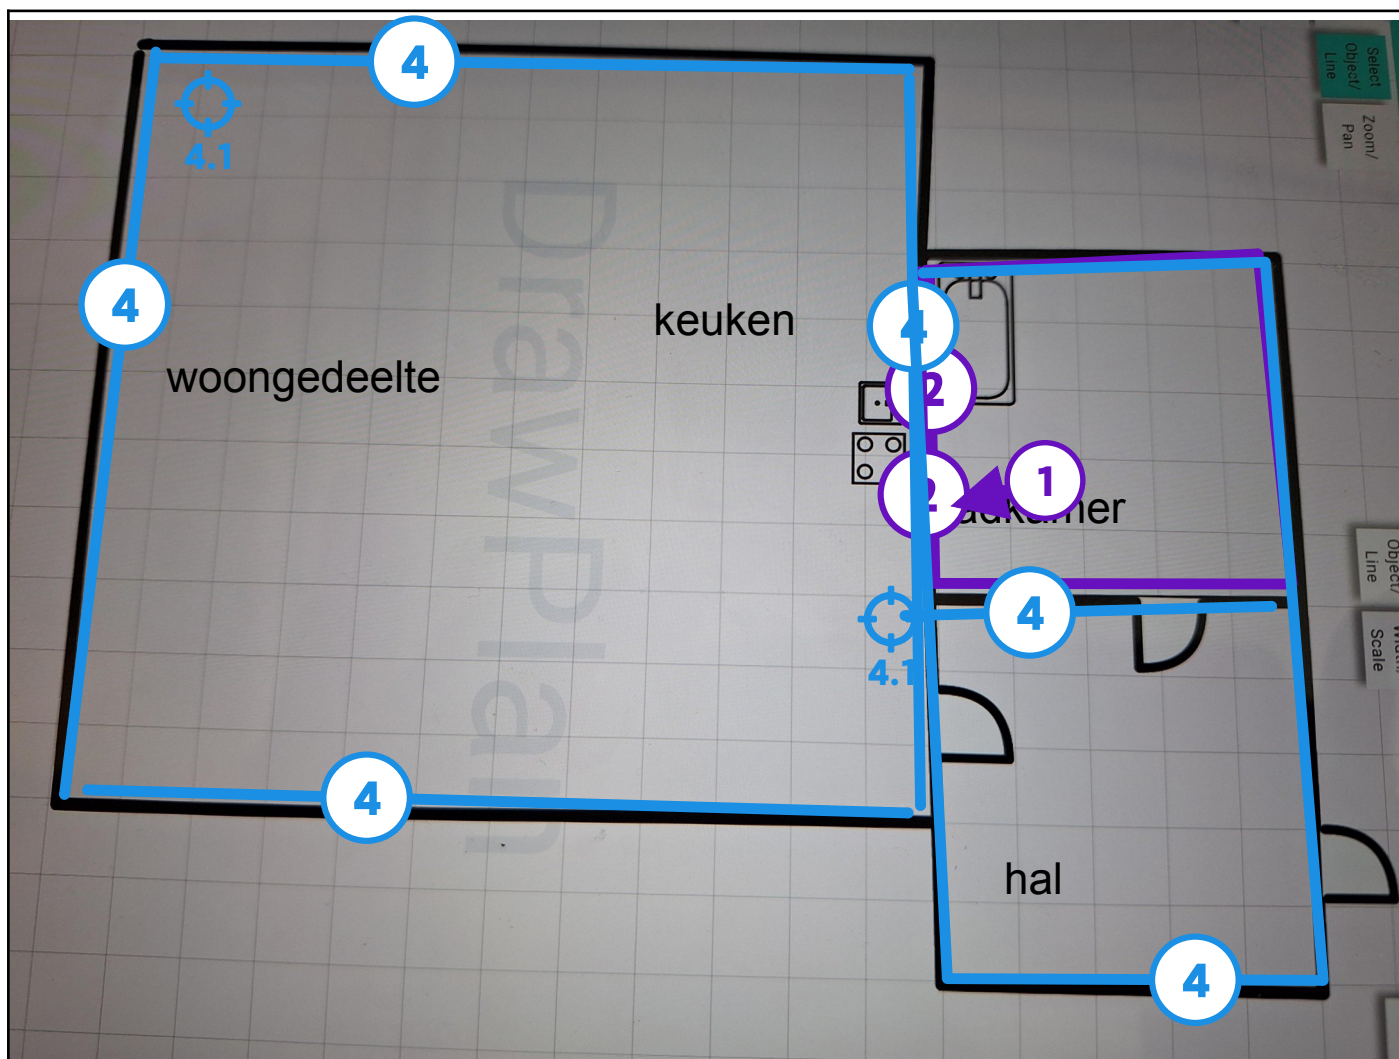 Select
Object/
Line
Zoom/
Pan
4
4.1
4
woongedeelte
keuken
DrawPlan
4
2
2
1
4
4.1
Object/
Line
Scale
4
hal
4